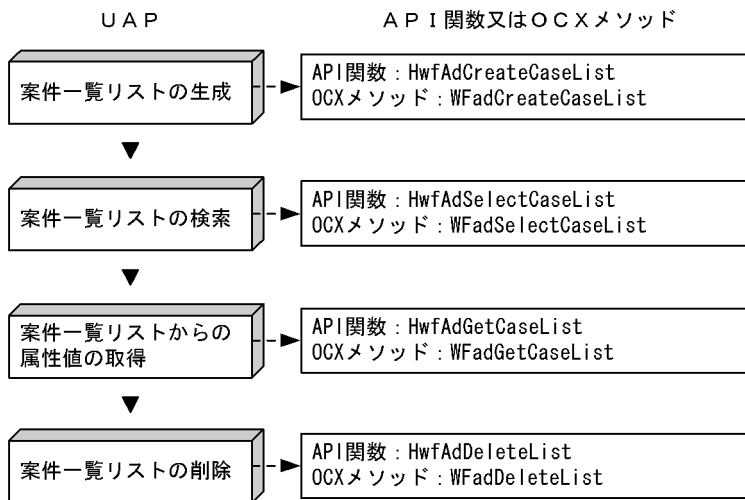 ＵＡＰ
ＡＰＩ関数又はＯＣＸメソッド
案件一覧リストの生成
API関数：HwfAdCreateCaseList
OCXメソッド：WFadCreateCaseList
案件一覧リストの検索
API関数：HwfAdSelectCaseList
OCXメソッド：WFadSelectCaseList
案件一覧リストからの
属性値の取得
API関数：HwfAdGetCaseList
OCXメソッド：WFadGetCaseList
案件一覧リストの削除
API関数：HwfAdDeleteList
OCXメソッド：WFadDeleteList